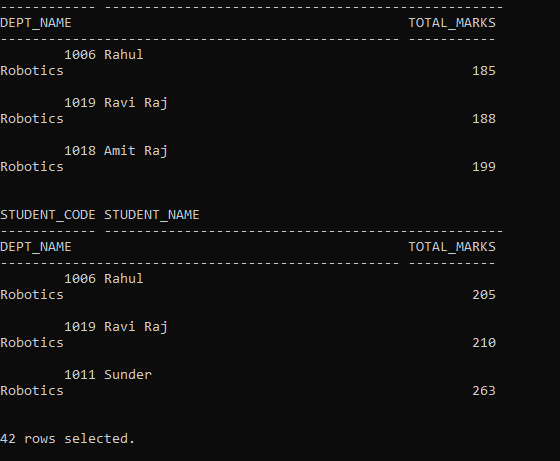 ------------ --------------------------------------------------
DEPT_NAME                                          TOTAL_MARKS
-------------------------------------------------- -----------
        1006 Rahul
Robotics                                                   185
        1019 Ravi Raj
Robotics                                                   188
        1018 Amit Raj
Robotics                                                   199
STUDENT_CODE STUDENT_NAME
------------ --------------------------------------------------
DEPT_NAME                                          TOTAL_MARKS
-------------------------------------------------- -----------
        1006 Rahul
Robotics                                                   205
        1019 Ravi Raj
Robotics                                                   210
        1011 Sunder
Robotics                                                   263
42 rows selected.